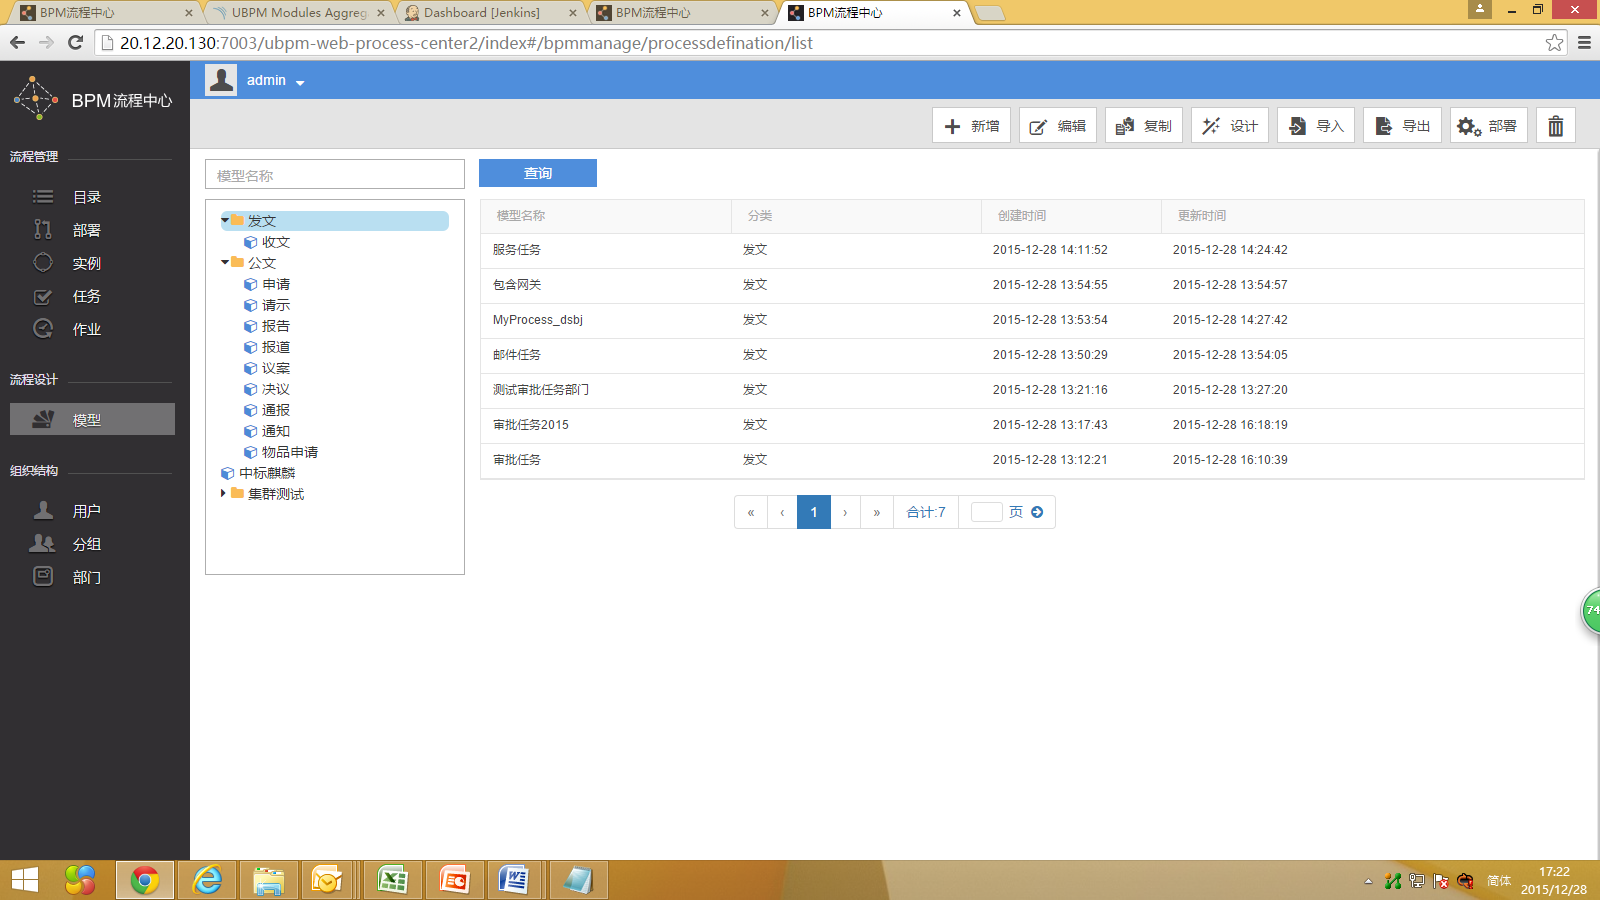 BPM流程中心
UBPM Modules Aggreg
Dashboard [Jenkins]
BPM流程中心
BPM流程中心
20.12.20.130:7003/ubpm-web-process-center2/index#/bpmmanage/processdefination/list
BPM流程中心
admin
新增
编辑
复制
设计
导入
导出
部署
流程管理
目录
部署
实例
任务
作业
流程设计
模型
组织结构
用户
分组
部门
模型名称
查询
发文
收文
公文
申请
请示
报告
报道
议案
决议
通报
通知
物品申请
中标麒麟
集群测试
模型名称 分类 创建时间 更新时间
服务任务 发文 2015-12-28 14:11:52 2015-12-28 14:24:42
包含网关 发文 2015-12-28 13:54:55 2015-12-28 13:54:57
MyProcess_dsbj 发文 2015-12-28 13:53:54 2015-12-28 14:27:42
邮件任务 发文 2015-12-28 13:50:29 2015-12-28 13:54:05
测试审批任务部门 发文 2015-12-28 13:21:16 2015-12-28 13:27:20
审批任务2015 发文 2015-12-28 13:17:43 2015-12-28 16:18:19
审批任务 发文 2015-12-28 13:12:21 2015-12-28 16:10:39
« ‹ 1 › » 合计:7 页
74
简体
17:22
2015/12/28